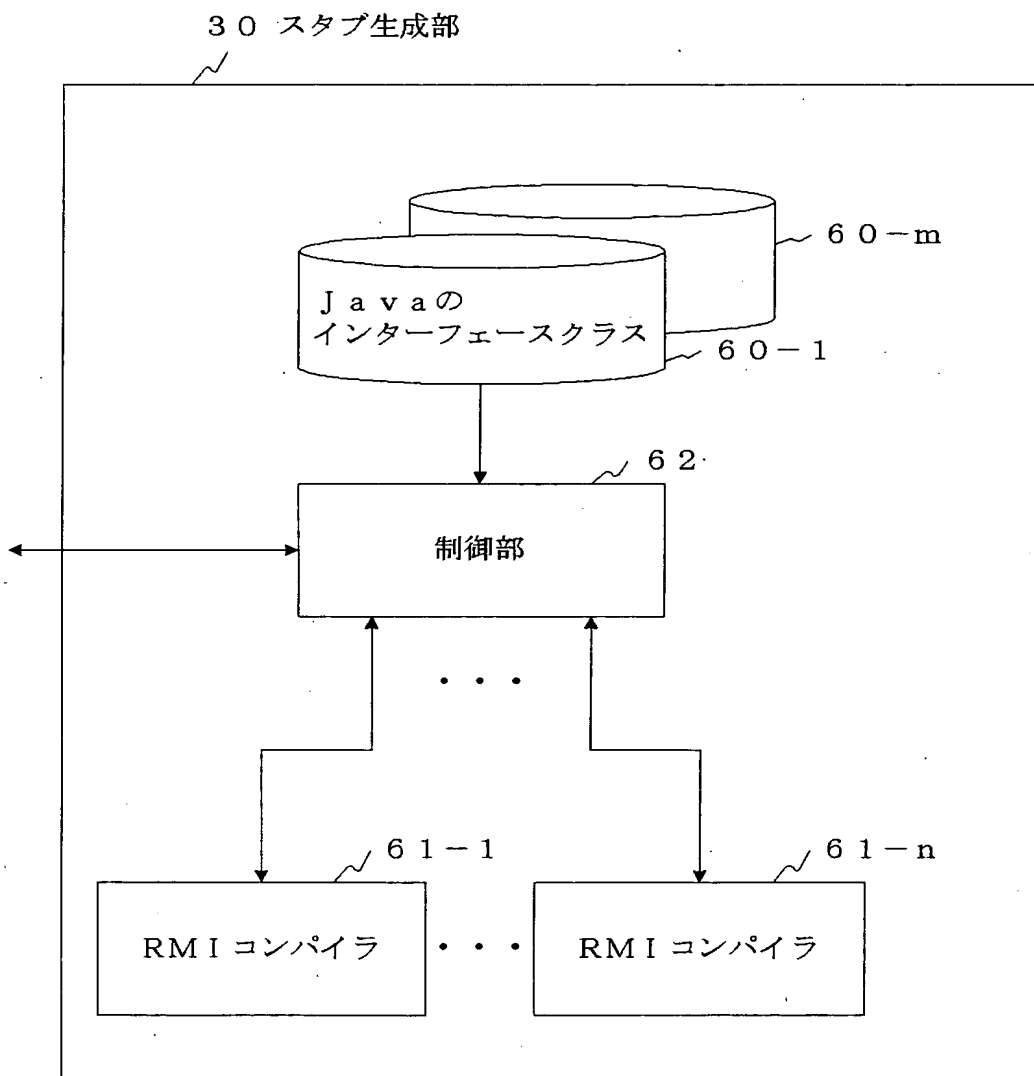 ３０ スタブ生成部
６０－ｍ
Ｊａｖａの
インターフェースクラス
６０－１
６２
制御部
・・・
６１－１
６１－ｎ
ＲＭＩコンパイラ
・・・
ＲＭＩコンパイラ